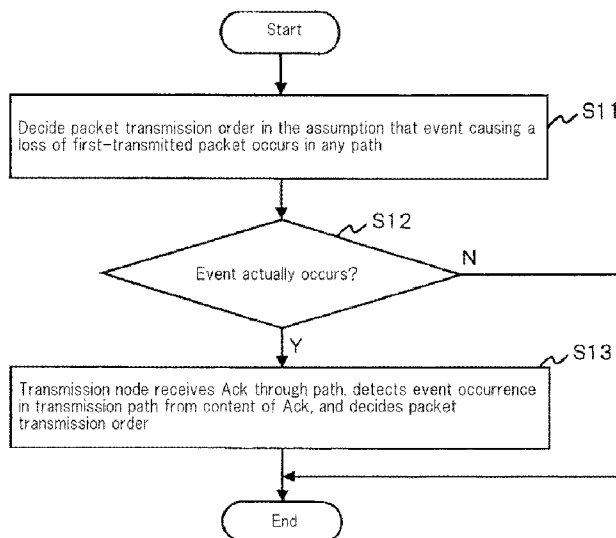 Start
S11
Decide packet transmission order in the assumption that event causing a
loss of first-transmitted packet occurs in any path
S12
Event actually occurs?
N
Y
S13
Transmission node receives Ack through path, detects event occurrence
in transmission path from content of Ack, and decides packet
transmission order
End